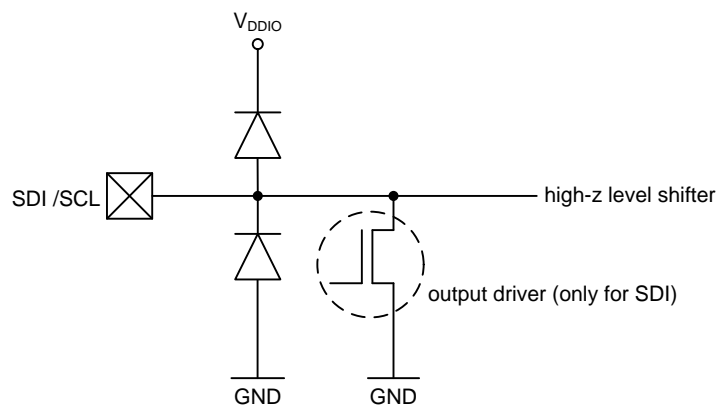 VDDIO
SDI /SCL
high-z level shifter
output driver (only for SDI)
GND
GND